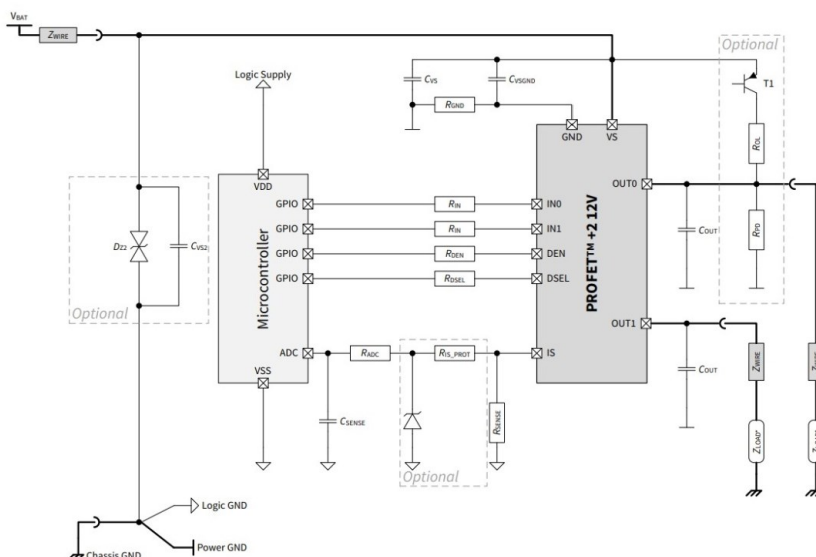 VBAT
ZWIRE
Optional
Logic Supply
CVS
CVSGND
T1
RGND
GND
VS
ROL
VDD
OUT0
GPIO
RIN
IN0
GPIO
RIN
IN1
GPIO
RDEN
DEN
GPIO
RDSEL
DSEL
COUT
RPD
DZ2
CVS2
Optional
Microcontroller
PROFET™ +2 12V
OUT1
ADC
RADC
RIS_PROT
IS
VSS
COUT
ZWIRE
CSENSE
RSENSE
ZLOAD*
Optional
Logic GND
Power GND
Chassis GND